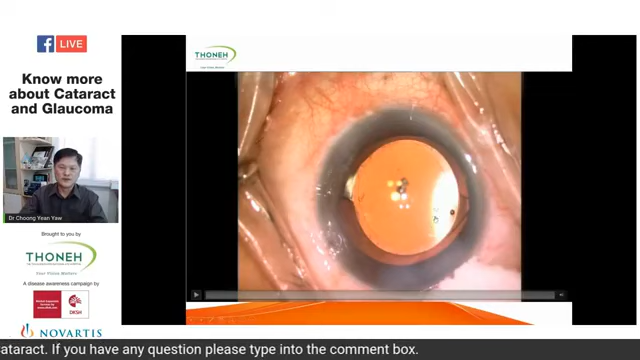 LIVE
Know more
about Cataract
and Glaucoma
Dr Choong Yean Yaw
Brought to you by
THONEH
Your Vision Matters
A disease awareness campaign by
DKSH
NOVARTIS
THONEH
Cataract. If you have any question please type into the comment box.